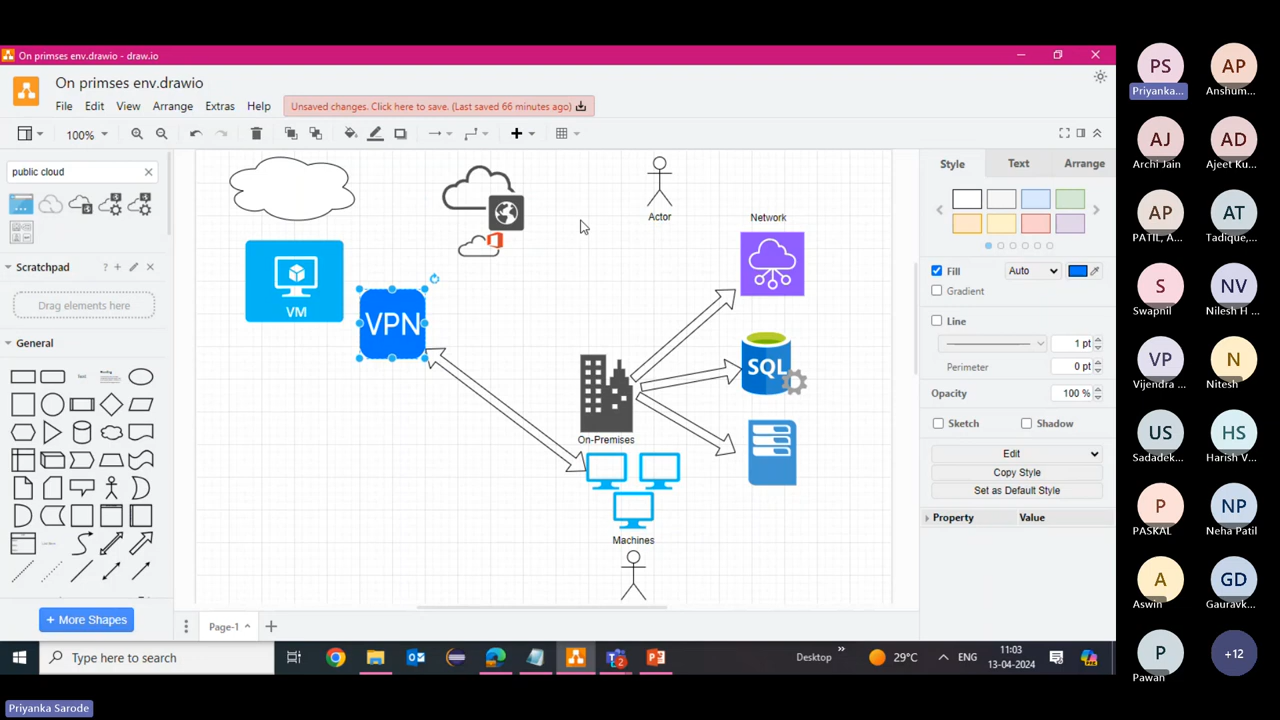 On primses env.drawio - draw.io
On primses env.drawio
File Edit View Arrange Extras Help
Unsaved changes. Click here to save. (Last saved 66 minutes ago)
100%
public cloud
Scratchpad
?
Drag elements here
General
Text
Heading
List Item
+ More Shapes
VM
VPN
Actor
Network
SQL
On-Premises
Machines
Page-1
Style Text Arrange
Fill Auto
Gradient
Line 1 pt
Perimeter 0 pt
Opacity 100 %
Sketch Shadow
Edit
Copy Style
Set as Default Style
Property Value
Type here to search
2
Desktop
29°C
ENG
11:03
13-04-2024
PS AP
Priyanka... Anshum...
AJ AD
Archi Jain Ajeet Ku...
AP AT
PATIL, A... Tadique,...
S NV
Swapnil Nilesh H ...
VP N
Vijendra ... Nitesh
US HS
Sadadek... Harish V...
P NP
PASKAL Neha Patil
A GD
Aswin Gauravk...
P +12
Pawan
Priyanka Sarode